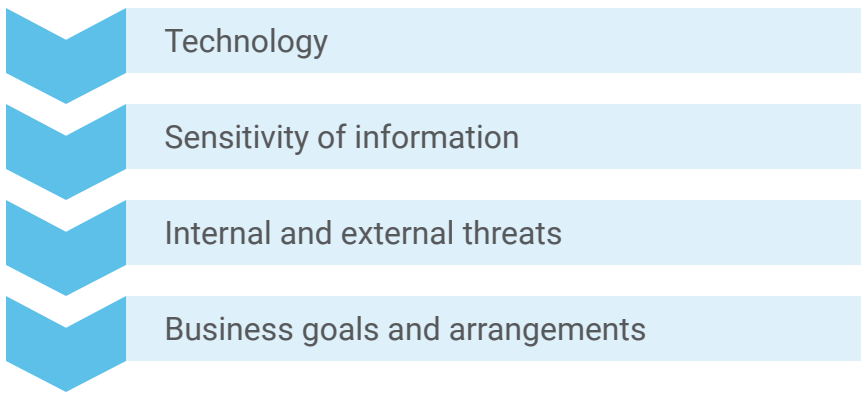 Technology
Sensitivity of information
Internal and external threats
Business goals and arrangements